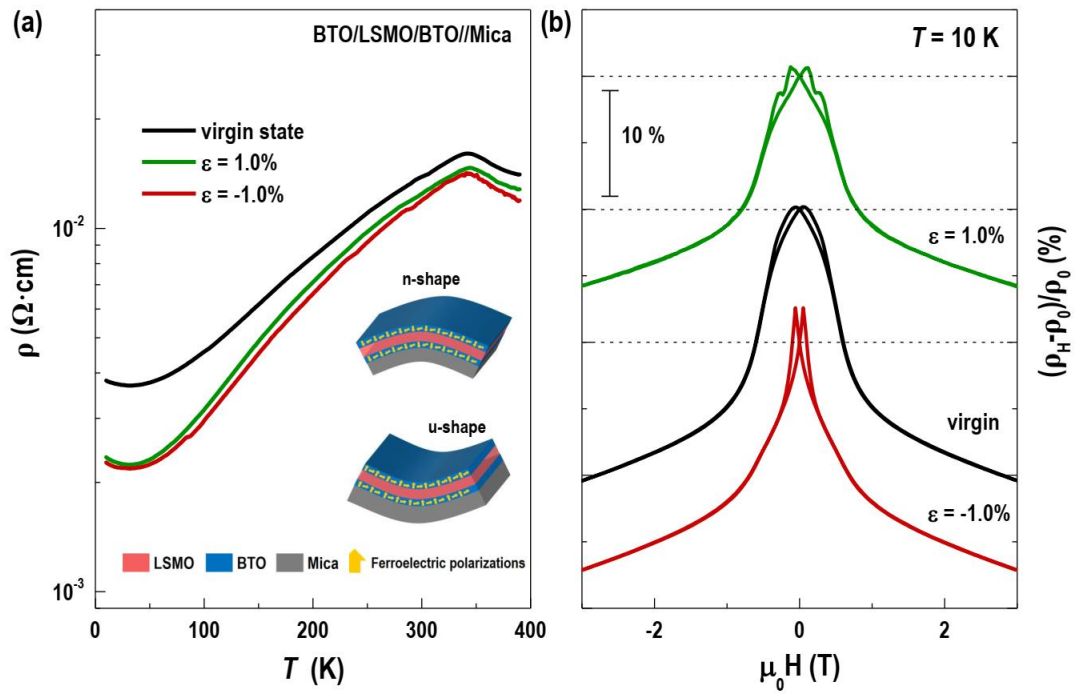 (a)
BTO/LSMO/BTO//Mica
virgin state
ε = 1.0%
ε = -1.0%
n-shape
u-shape
LSMO BTO Mica Ferroelectric polarizations
10⁻²
10⁻³
ρ (Ω·cm)
0 100 200 300 400
T (K)
(b)
T = 10 K
10 %
ε = 1.0%
virgin
ε = -1.0%
(ρH-ρ0)/ρ0 (%)
-2 0 2
μ0H (T)